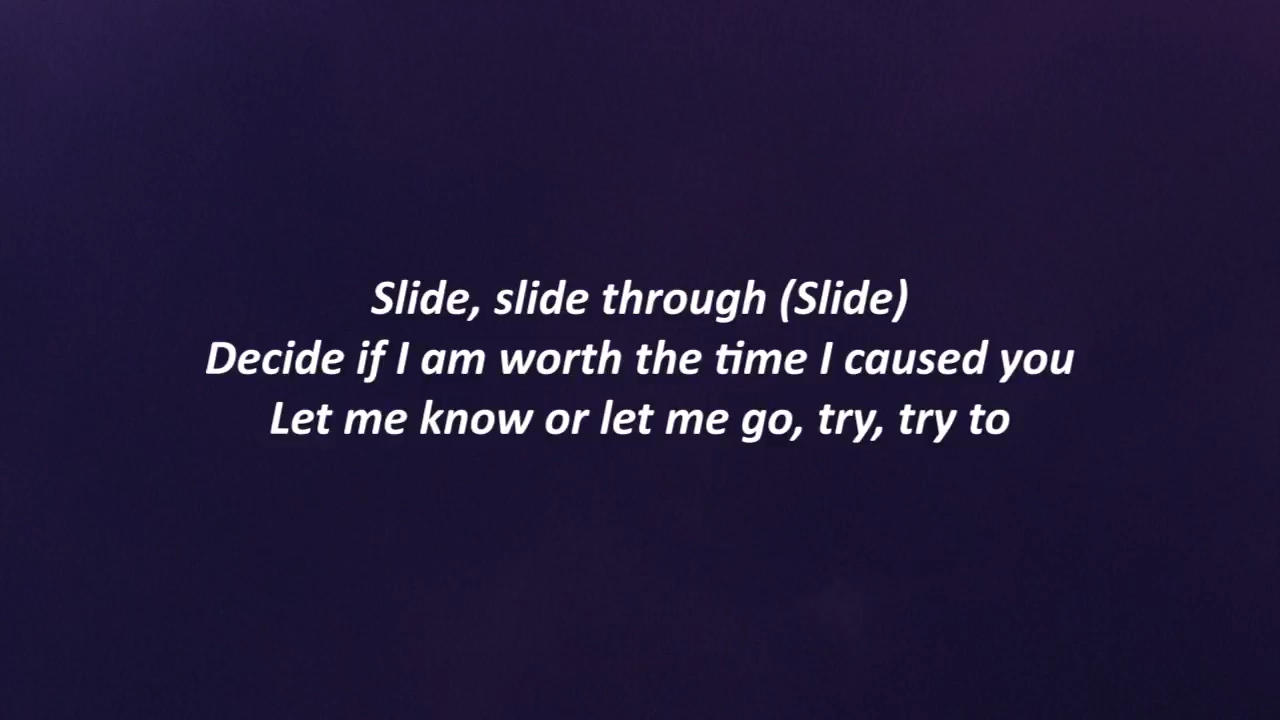 Slide, slide through (Slide)
Decide if I am worth the time I caused you
Let me know or let me go, try, try to